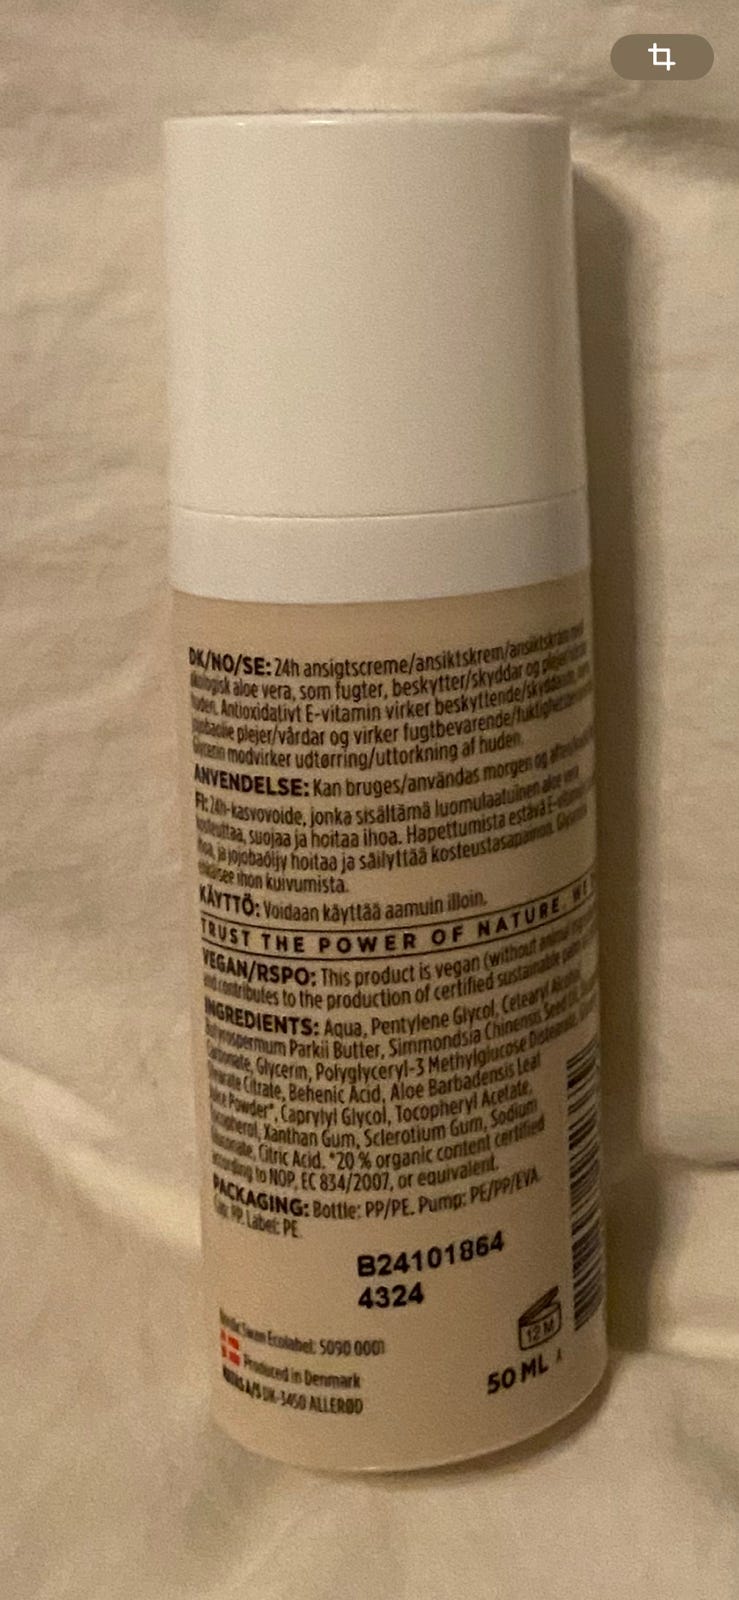 DK/NO/SE: 24h ansigtscreme/ansiktskrem/ansiktskräm med
økologisk aloe vera, som fugter, beskytter/skyddar og plejer/
huden. Antioxidativt E-vitamin virker beskyttende/skyddande,
jojobaolie plejer/vårdar og virker fugtbevarende/
Glycerin modvirker udtørring/uttorkning af huden.
ANVENDELSE: Kan bruges/användas morgen og aften/
FI: 24h-kasvovoide, jonka sisältämä luomulaatuinen aloe vera
kosteuttaa, suojaa ja hoitaa ihoa. Hapettumista estävä E-vitamiini
ihoa, ja jojobaöljy hoitaa ja säilyttää kosteustasapainon. Glyseriini
ehkäisee ihon kuivumista.
KÄYTTÖ: Voidaan käyttää aamuin illoin.
TRUST THE POWER OF NATURE. WE
VEGAN/RSPO: This product is vegan (without animal
and contributes to the production of certified sustainable palm
INGREDIENTS: Aqua, Pentylene Glycol, Cetearyl Alcohol,
Butyrospermum Parkii Butter, Simmondsia Chinensis Seed Oil,
Carbonate, Glycerin, Polyglyceryl-3 Methylglucose Distearate,
Stearate Citrate, Behenic Acid, Aloe Barbadensis Leaf
Juice Powder*, Caprylyl Glycol, Tocopheryl Acetate,
Tocopherol, Xanthan Gum, Sclerotium Gum, Sodium
Gluconate, Citric Acid. *20 % organic content certified
according to NOP, EC 834/2007, or equivalent.
PACKAGING: Bottle: PP/PE. Pump: PE/PP/EVA.
Cap: PP. Label: PE.
B24101864
4324
Nordic Swan Ecolabel: 5090 0001
Produced in Denmark
A/S DK-3450 ALLERØD
12 M
50 ML